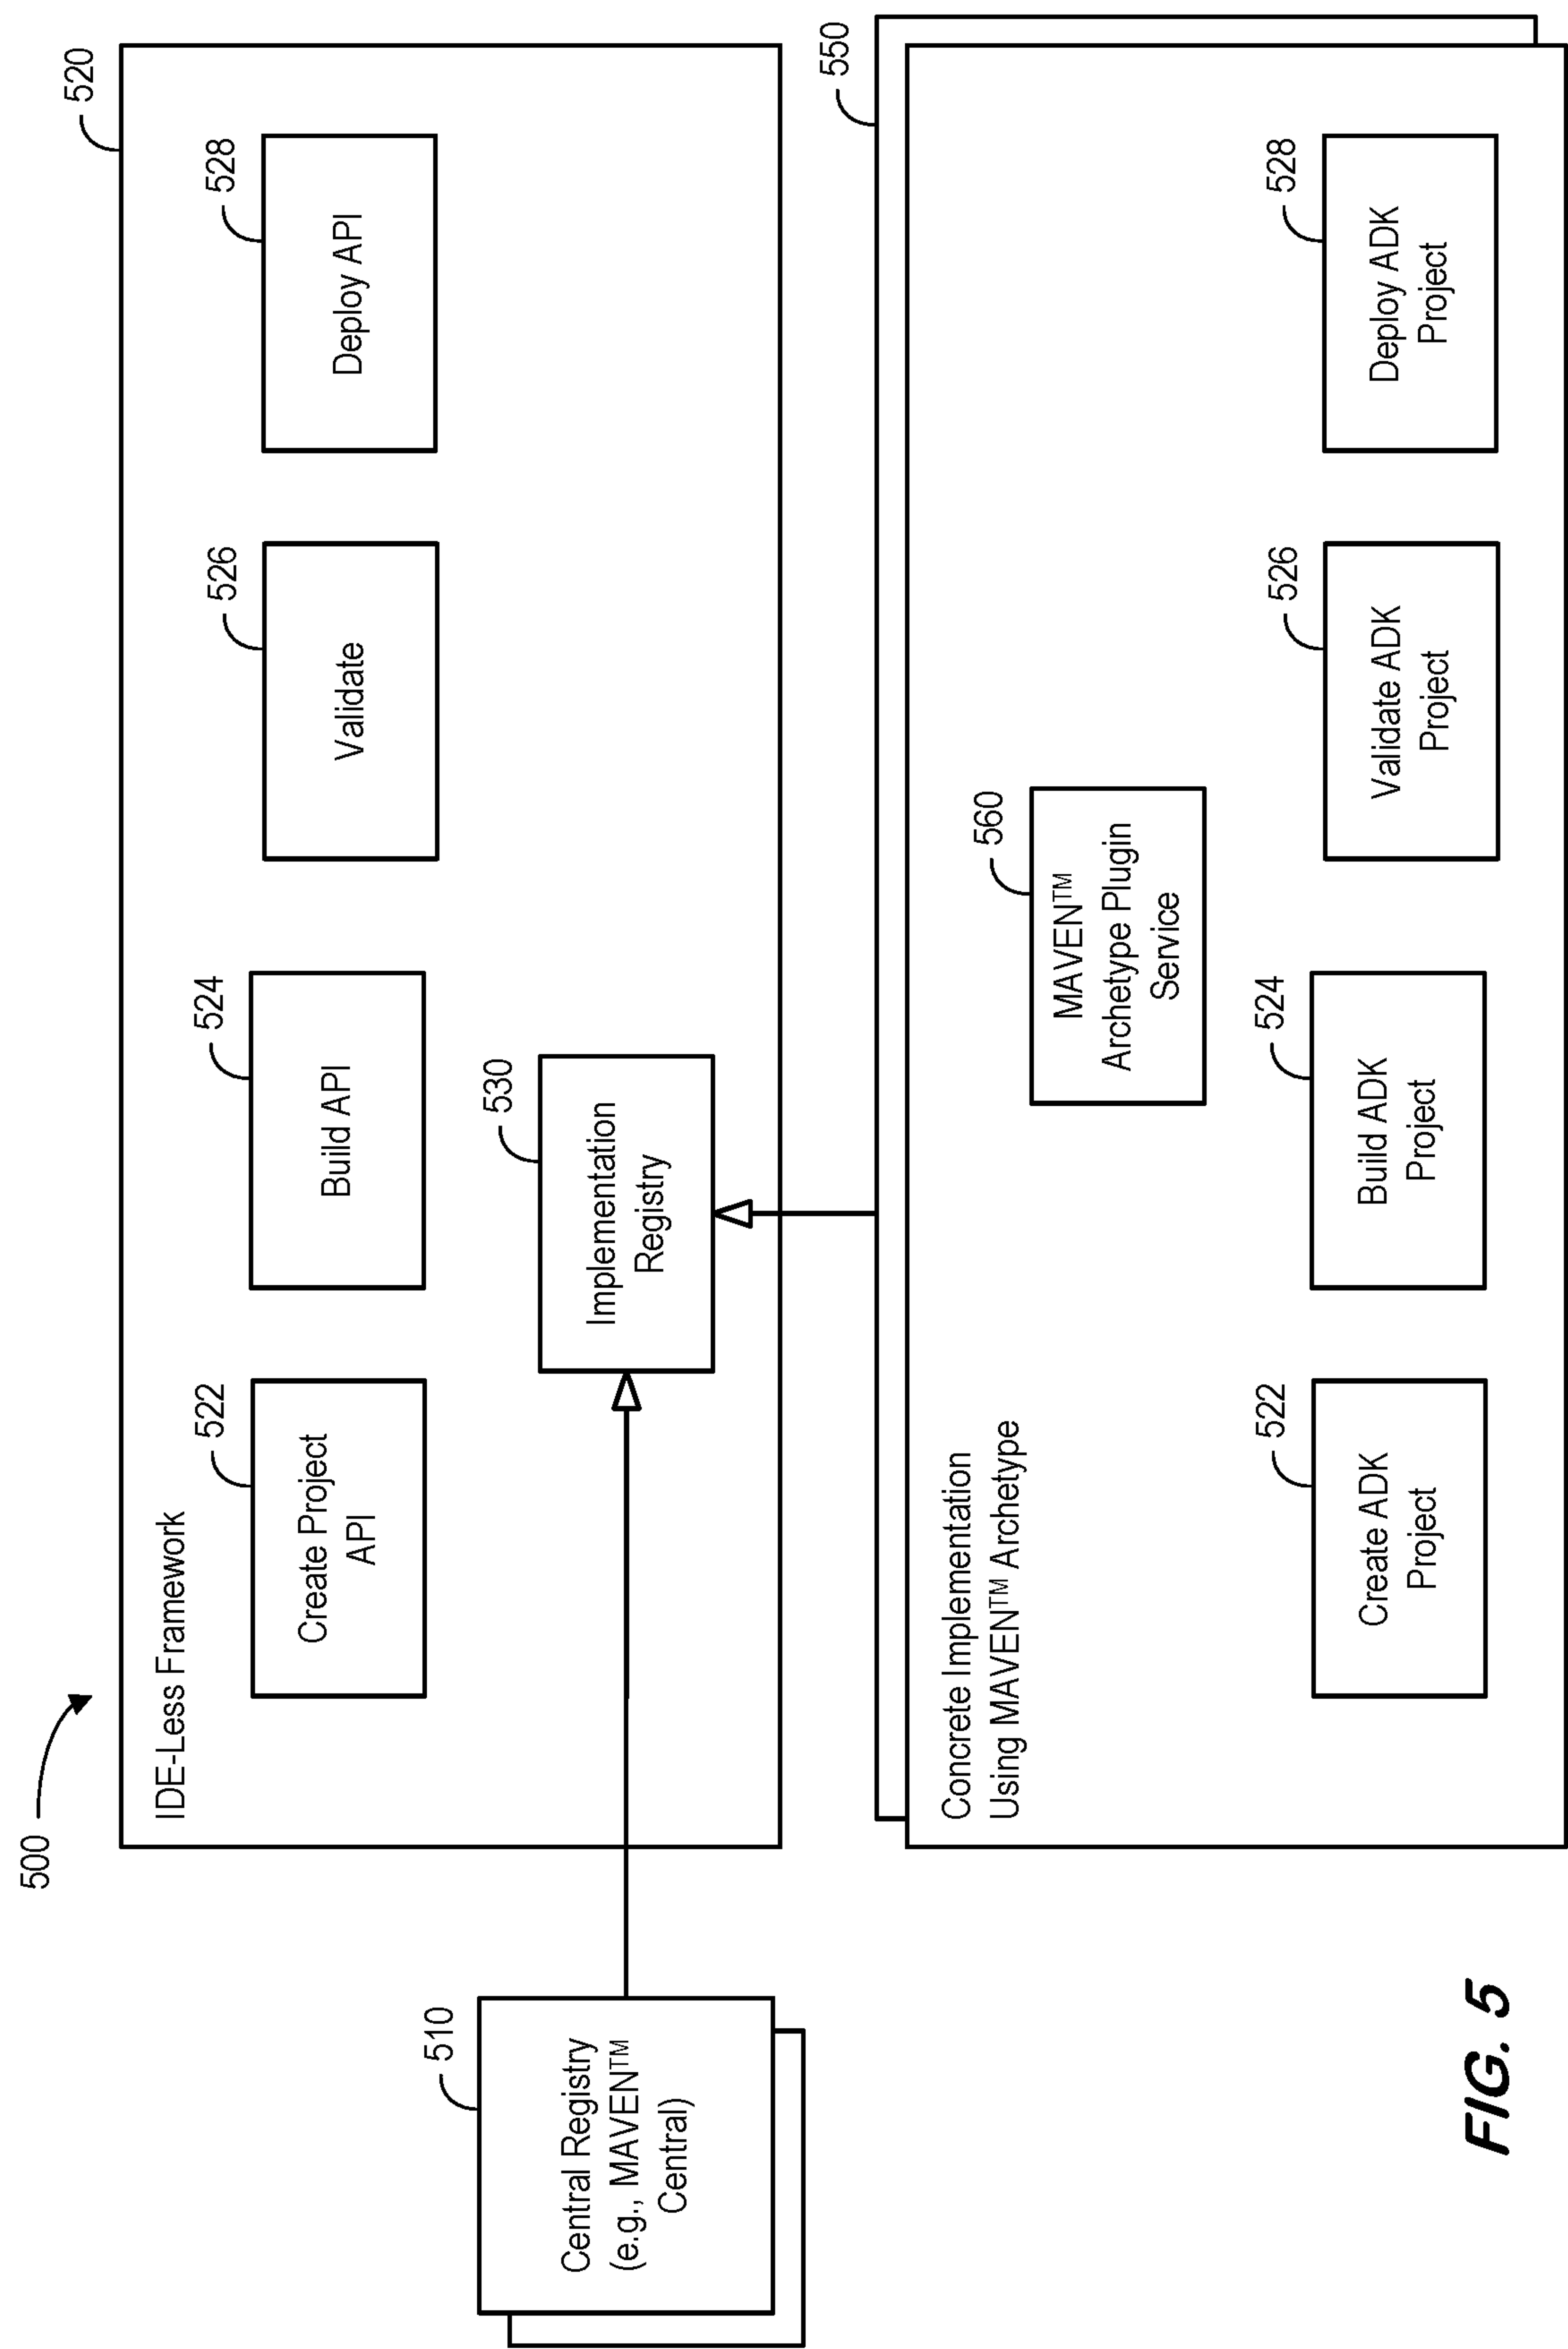 500
520
IDE-Less Framework
522
Create Project
API
524
Build API
526
Validate
528
Deploy API
530
Implementation
Registry
510
Central Registry
(e.g., MAVEN™
Central)
550
Concrete Implementation
Using MAVEN™ Archetype
560
MAVEN™
Archetype Plugin
Service
522
Create ADK
Project
524
Build ADK
Project
526
Validate ADK
Project
528
Deploy ADK
Project
FIG. 5